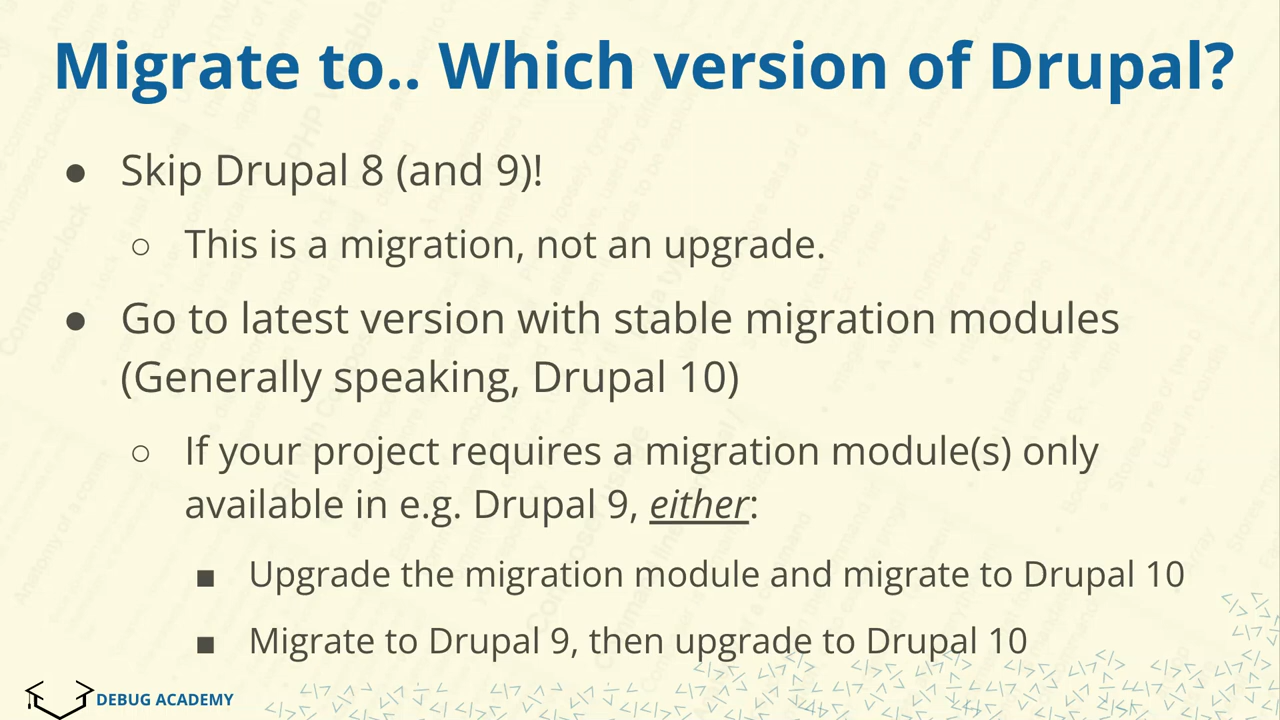 Migrate to.. Which version of Drupal?
● Skip Drupal 8 (and 9)!
○ This is a migration, not an upgrade.
● Go to latest version with stable migration modules
(Generally speaking, Drupal 10)
○ If your project requires a migration module(s) only
available in e.g. Drupal 9, either:
■ Upgrade the migration module and migrate to Drupal 10
■ Migrate to Drupal 9, then upgrade to Drupal 10
DEBUG ACADEMY